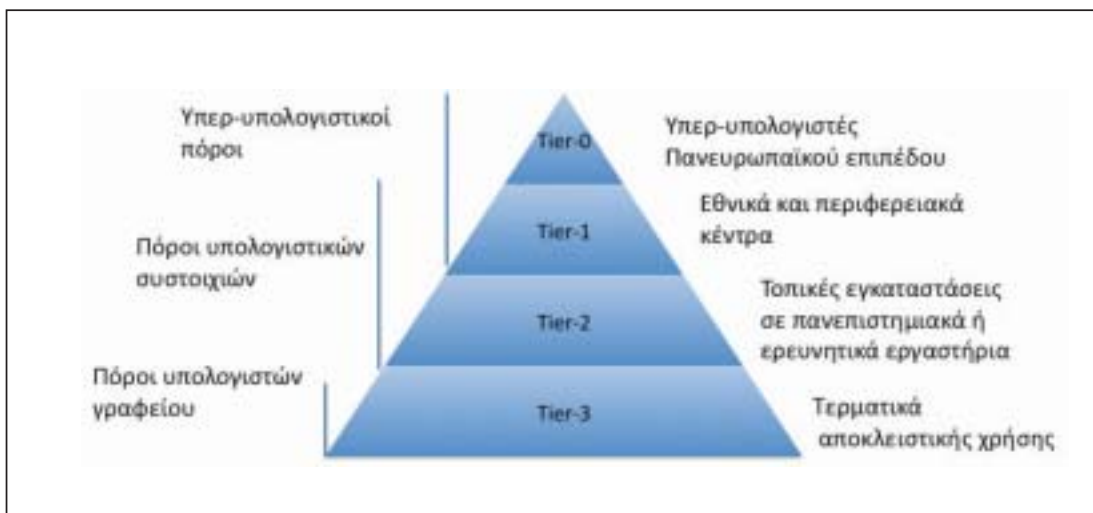 Υπερ-υπολογιστικοί
πόροι
Πόροι υπολογιστικών
συστοιχιών
Πόροι υπολογιστών
γραφείου
Tier-0
Tier-1
Tier-2
Tier-3
Υπερ-υπολογιστές
Πανευρωπαϊκού επιπέδου
Εθνικά και περιφερειακά
κέντρα
Τοπικές εγκαταστάσεις
σε πανεπιστημιακά ή
ερευνητικά εργαστήρια
Τερματικά
αποκλειστικής χρήσης